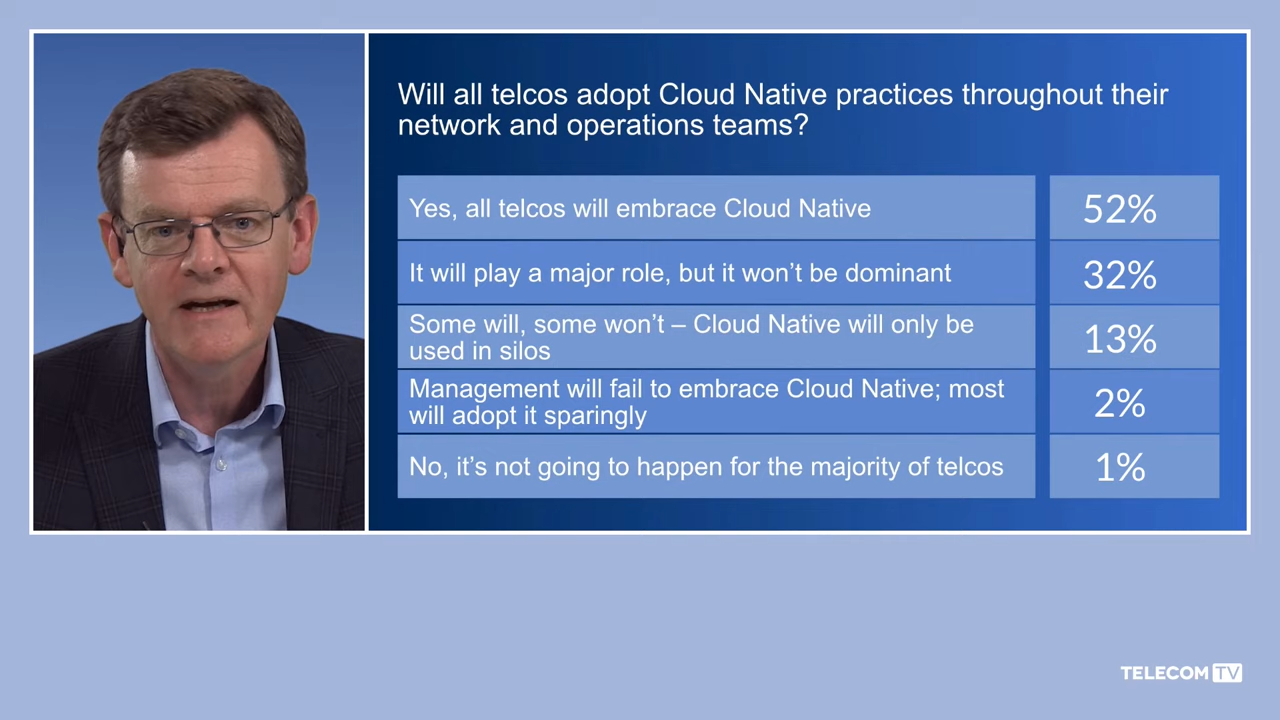 Will all telcos adopt Cloud Native practices throughout their
network and operations teams?
Yes, all telcos will embrace Cloud Native
52%
It will play a major role, but it won’t be dominant
32%
Some will, some won’t – Cloud Native will only be
used in silos
13%
Management will fail to embrace Cloud Native; most
will adopt it sparingly
2%
No, it’s not going to happen for the majority of telcos
1%
TELECOM TV